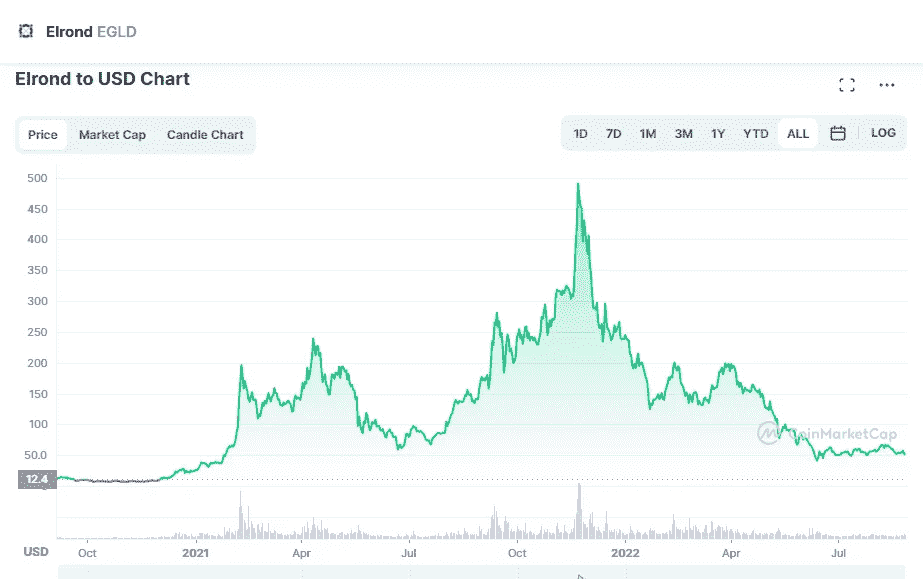 Elrond EGLD
Elrond to USD Chart
Price Market Cap Candle Chart 1D 7D 1M 3M 1Y YTD ALL LOG
500
450
400
350
300
250
200
150
100
50.0
12.4
CoinMarketCap
USD Oct 2021 Apr Jul Oct 2022 Apr Jul